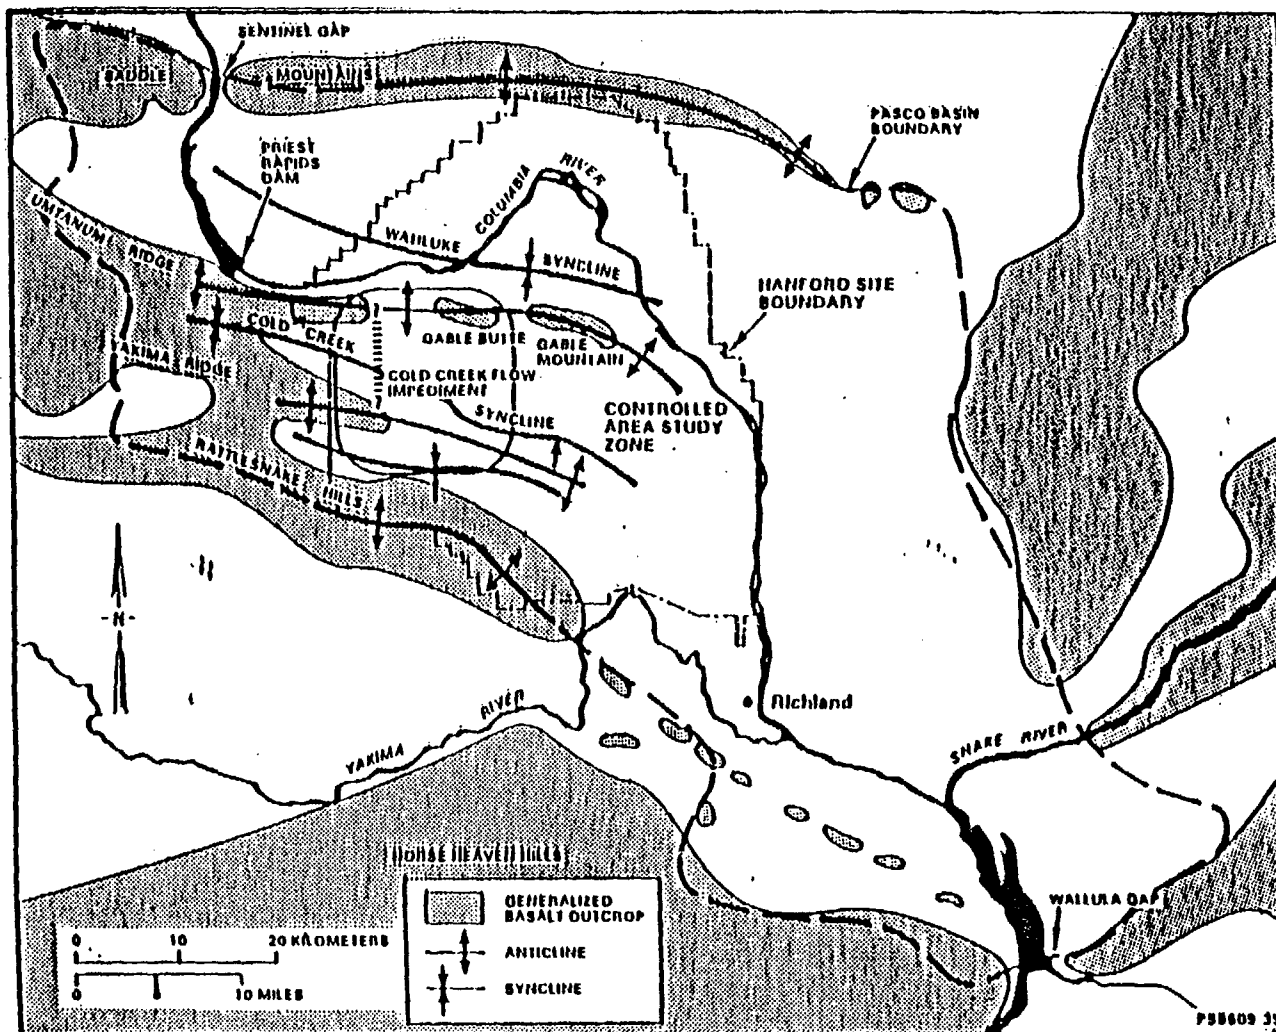 SENTINEL GAP
SADDLE
MOUNTAINS
PASCO BASIN
BOUNDARY
PRIEST
RAPIDS
DAM
COLUMBIA
RIVER
UMTANUM RIDGE
WAHLUKE
SYNCLINE
HANFORD SITE
BOUNDARY
COLD CREEK
GABLE BUTTE
GABLE
MOUNTAIN
YAKIMA RIDGE
COLD CREEK FLOW
IMPEDIMENT
SYNCLINE
CONTROLLED
AREA STUDY
ZONE
RATTLESNAKE
HILLS
-N-
Richland
YAKIMA RIVER
SNAKE RIVER
HORSE HEAVEN HILLS
GENERALIZED
BASALT OUTCROP
ANTICLINE
SYNCLINE
WALLULA GAP
0 10 20 KILOMETERS
0 10 MILES